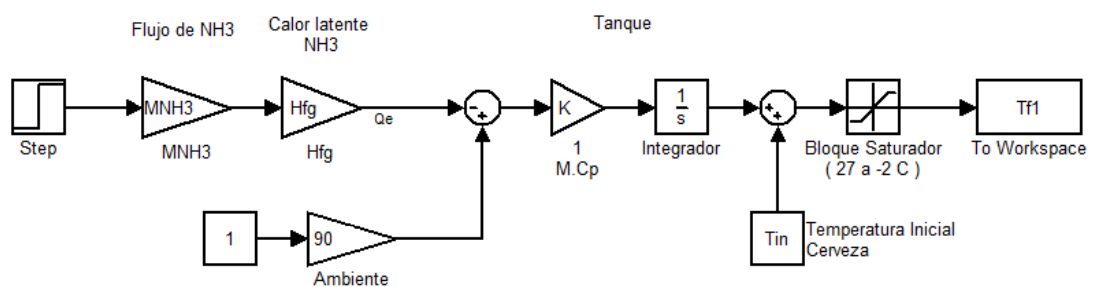 Flujo de NH3
Calor latente
NH3
Tanque
MNH3
Hfg
Qe
K
1
s
Tf1
Step
MNH3
Hfg
1
M.Cp
Integrador
Bloque Saturador
( 27 a -2 C )
To Workspace
1
90
Ambiente
Tin
Temperatura Inicial
Cerveza